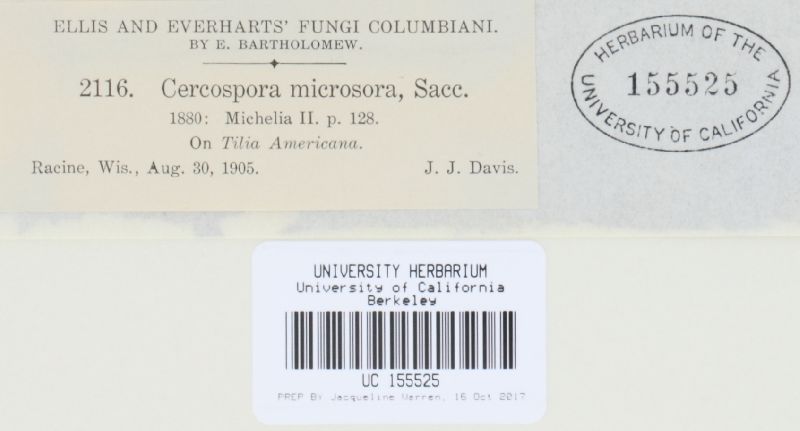 ELLIS AND EVERHARTS' FUNGI COLUMBIANI.
BY E. BARTHOLOMEW.
2116. Cercospora microsora, Sacc.
1880: Michelia II. p. 128.
On Tilia Americana.
Racine, Wis., Aug. 30, 1905. J. J. Davis.
HERBARIUM OF THE
155525
UNIVERSITY OF CALIFORNIA
UNIVERSITY HERBARIUM
University of California
Berkeley
UC 155525
PREP By Jacqueline Warren, 16 Oct 2017